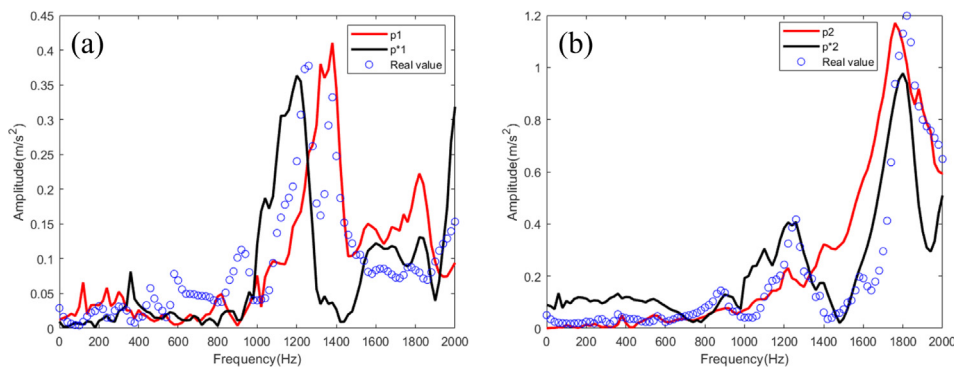 (a)
p1
p*1
Real value
0.45
0.4
0.35
0.3
0.25
0.2
0.15
0.1
0.05
0
0 200 400 600 800 1000 1200 1400 1600 1800 2000
Amplitude(m/s²)
Frequency(Hz)
(b)
p2
p*2
Real value
1.2
1
0.8
0.6
0.4
0.2
0
0 200 400 600 800 1000 1200 1400 1600 1800 2000
Amplitude(m/s²)
Frequency(Hz)